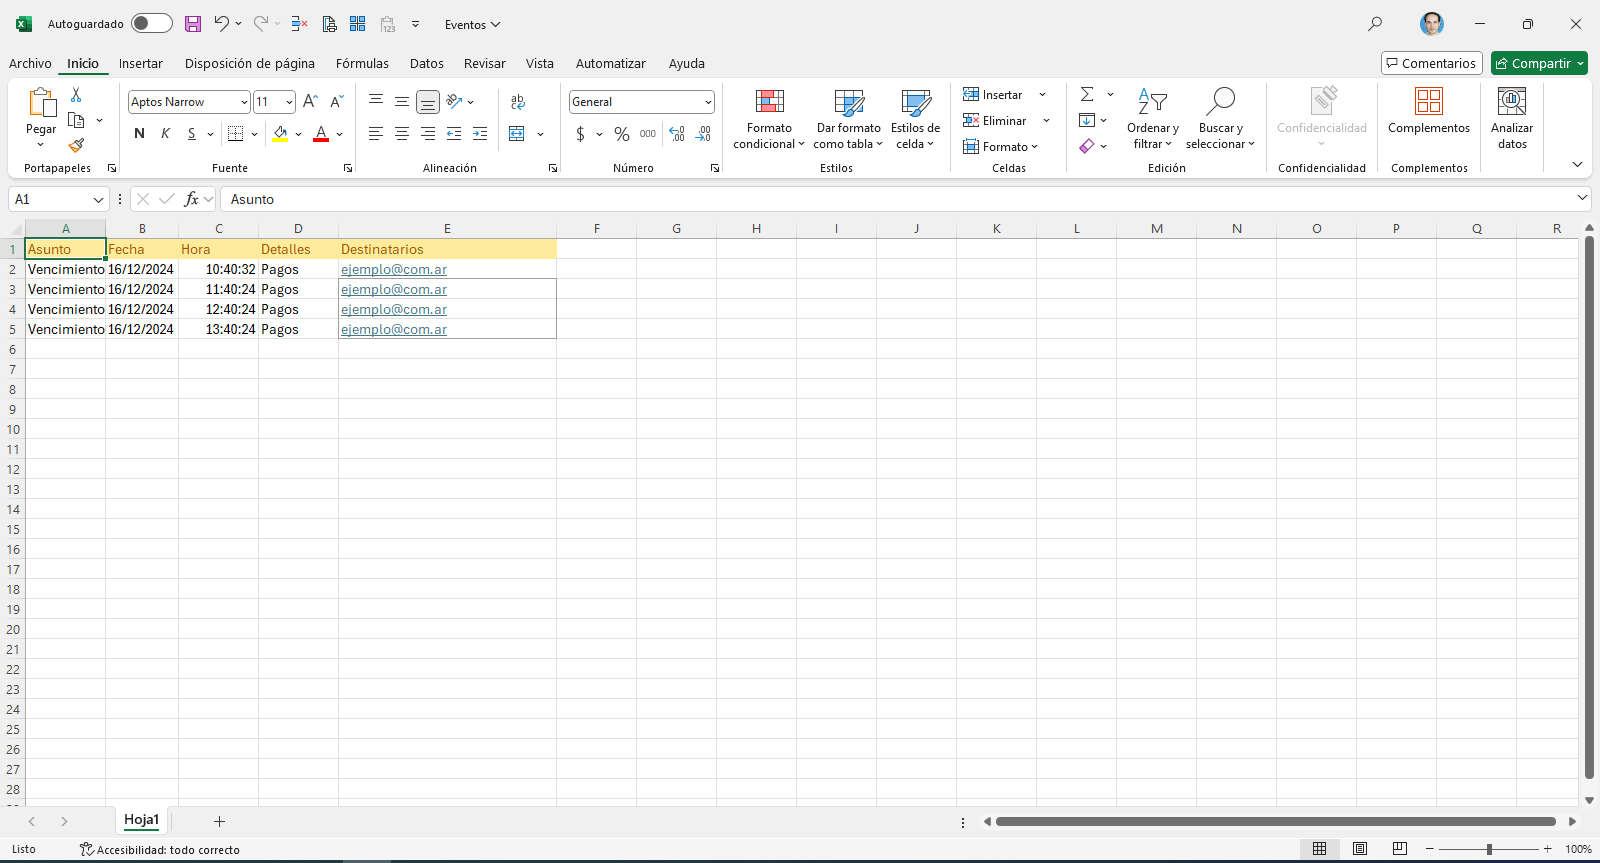 Autoguardado
Eventos
Archivo Inicio Insertar Disposición de página Fórmulas Datos Revisar Vista Automatizar Ayuda
Comentarios Compartir
Pegar
Portapapeles
Aptos Narrow 11
N K S
Fuente
ab
Alineación
General
$ % 000
Número
Formato condicional
Dar formato como tabla
Estilos de celda
Estilos
Insertar
Eliminar
Formato
Celdas
Ordenar y filtrar
Buscar y seleccionar
Edición
Confidencialidad
Confidencialidad
Complementos
Complementos
Analizar datos
A1 fx Asunto
A B C D E F G H I J K L M N O P Q R
1 Asunto Fecha Hora Detalles Destinatarios
2 Vencimiento 16/12/2024 10:40:32 Pagos ejemplo@com.ar
3 Vencimiento 16/12/2024 11:40:24 Pagos ejemplo@com.ar
4 Vencimiento 16/12/2024 12:40:24 Pagos ejemplo@com.ar
5 Vencimiento 16/12/2024 13:40:24 Pagos ejemplo@com.ar
6
7
8
9
10
11
12
13
14
15
16
17
18
19
20
21
22
23
24
25
26
27
28
Hoja1
Listo Accesibilidad: todo correcto 100%